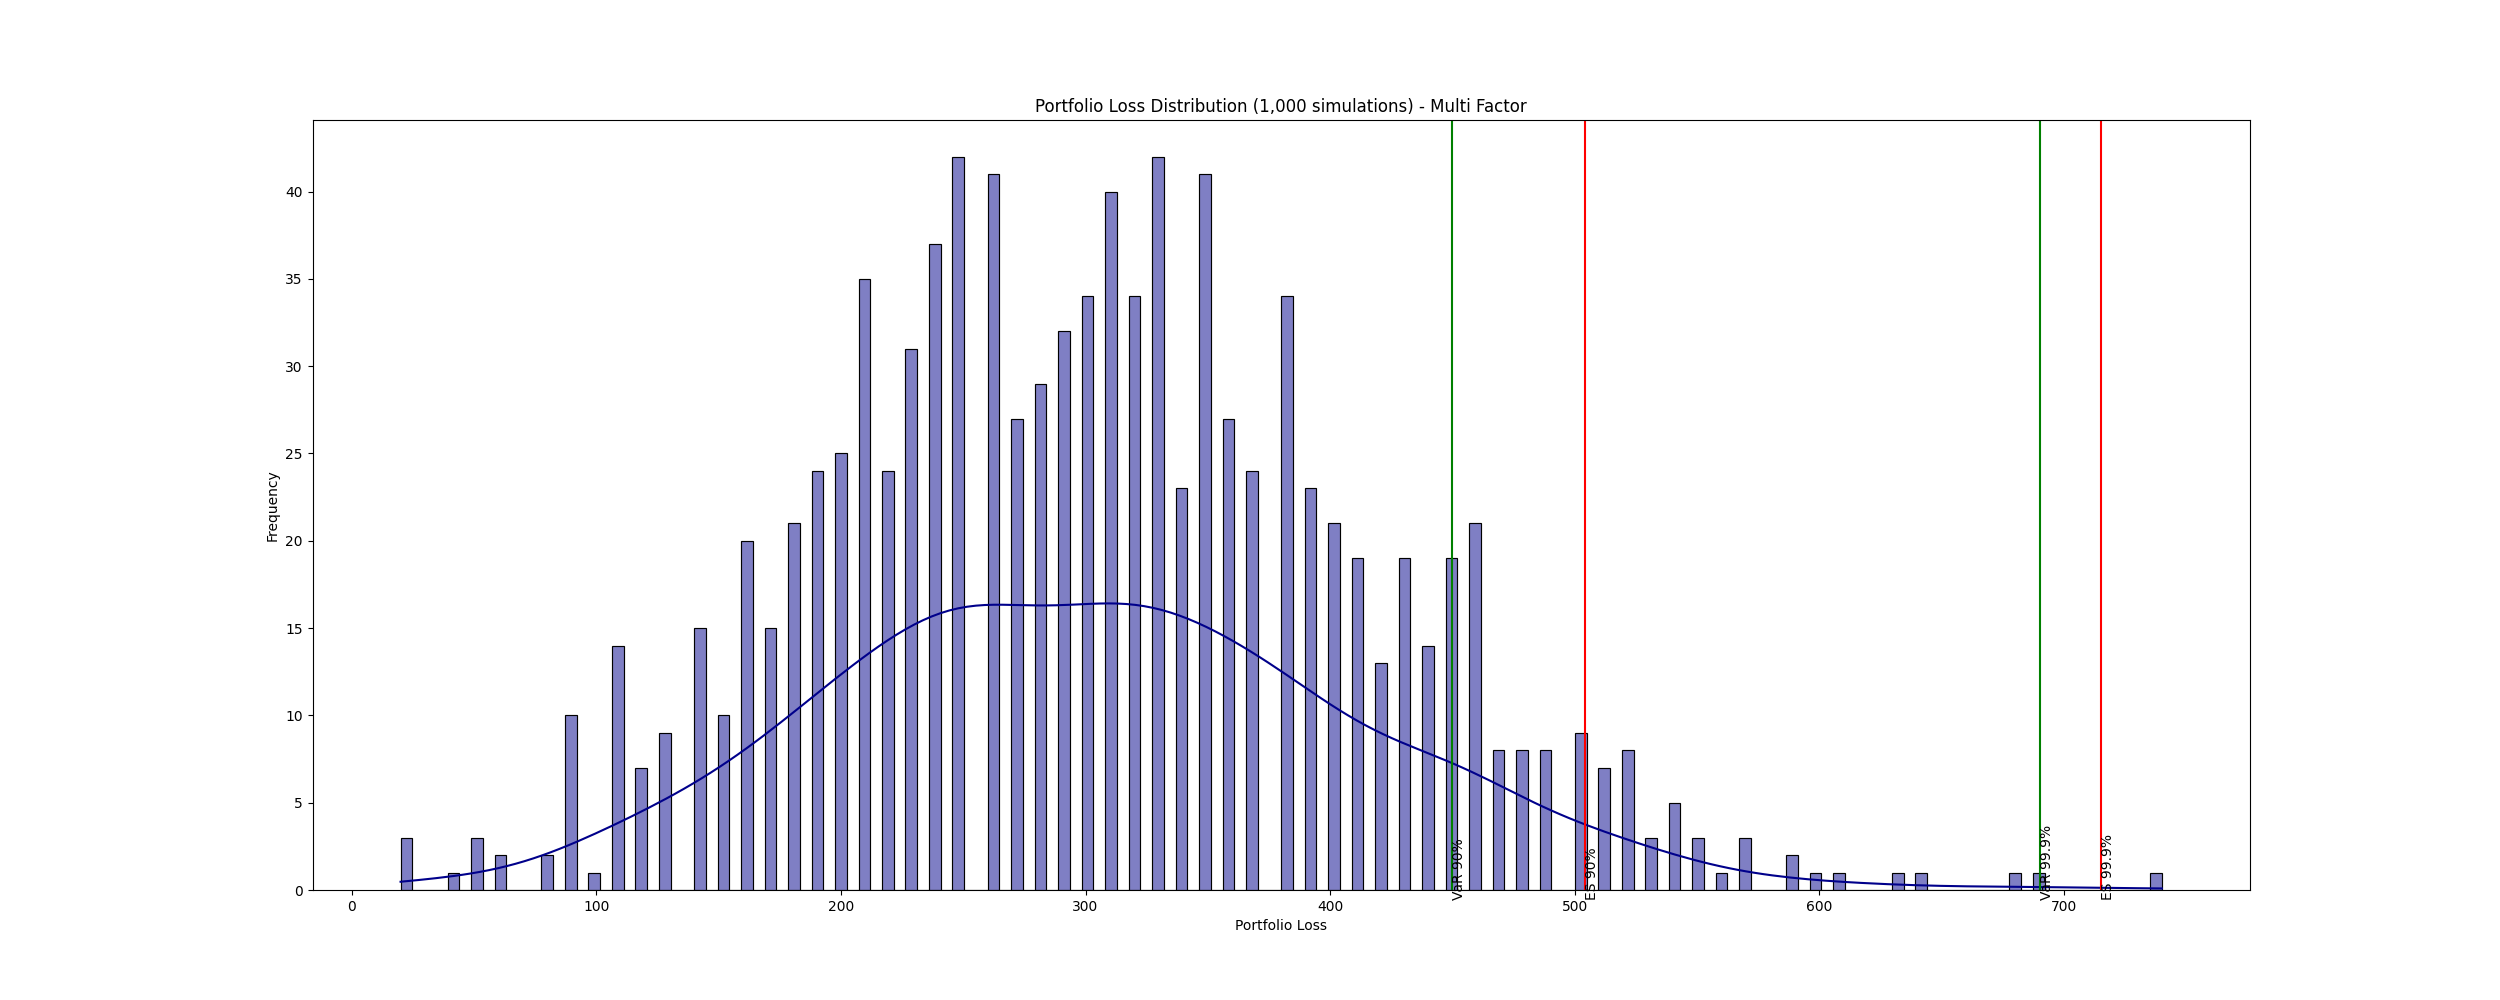 Portfolio Loss Distribution (1,000 simulations) - Multi Factor
Frequency
40
35
30
25
20
15
10
5
0
VaR 90%
ES 90%
VaR 99.9%
ES 99.9%
0 100 200 300 400 500 600 700
Portfolio Loss